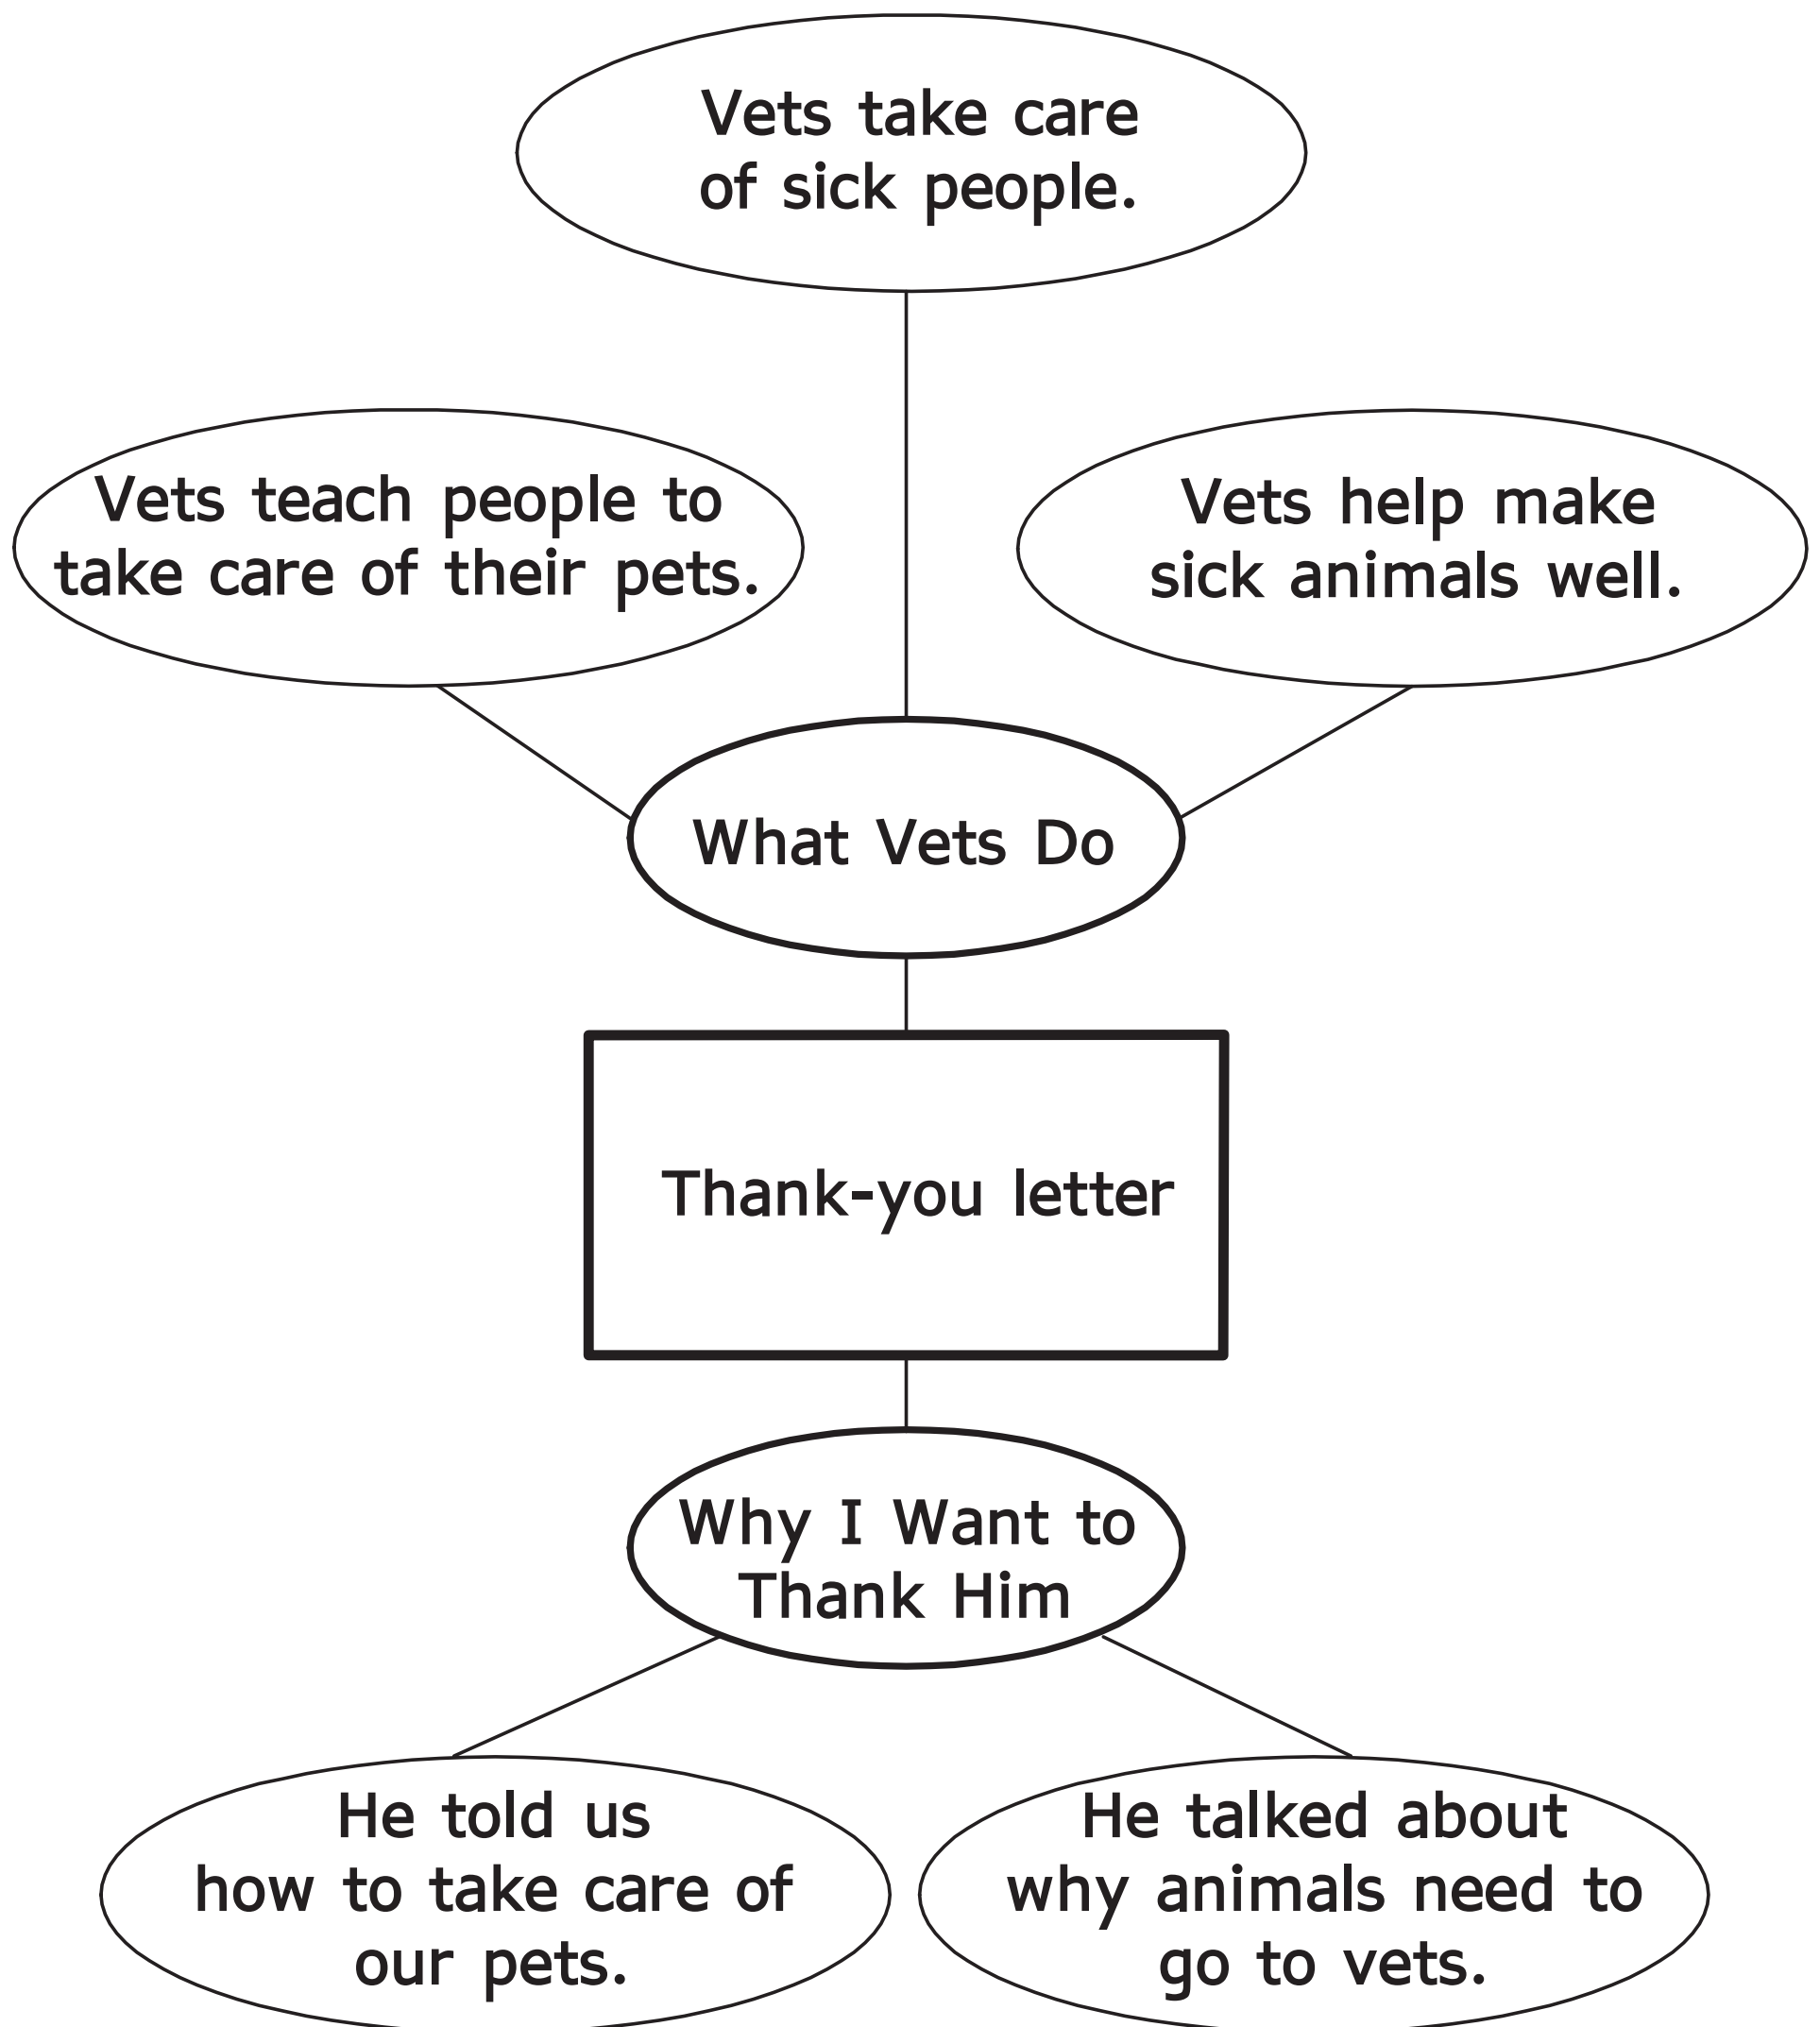 Vets take care
of sick people.
Vets teach people to
take care of their pets.
Vets help make
sick animals well.
What Vets Do
Thank-you letter
Why I Want to
Thank Him
He told us
how to take care of
our pets.
He talked about
why animals need to
go to vets.